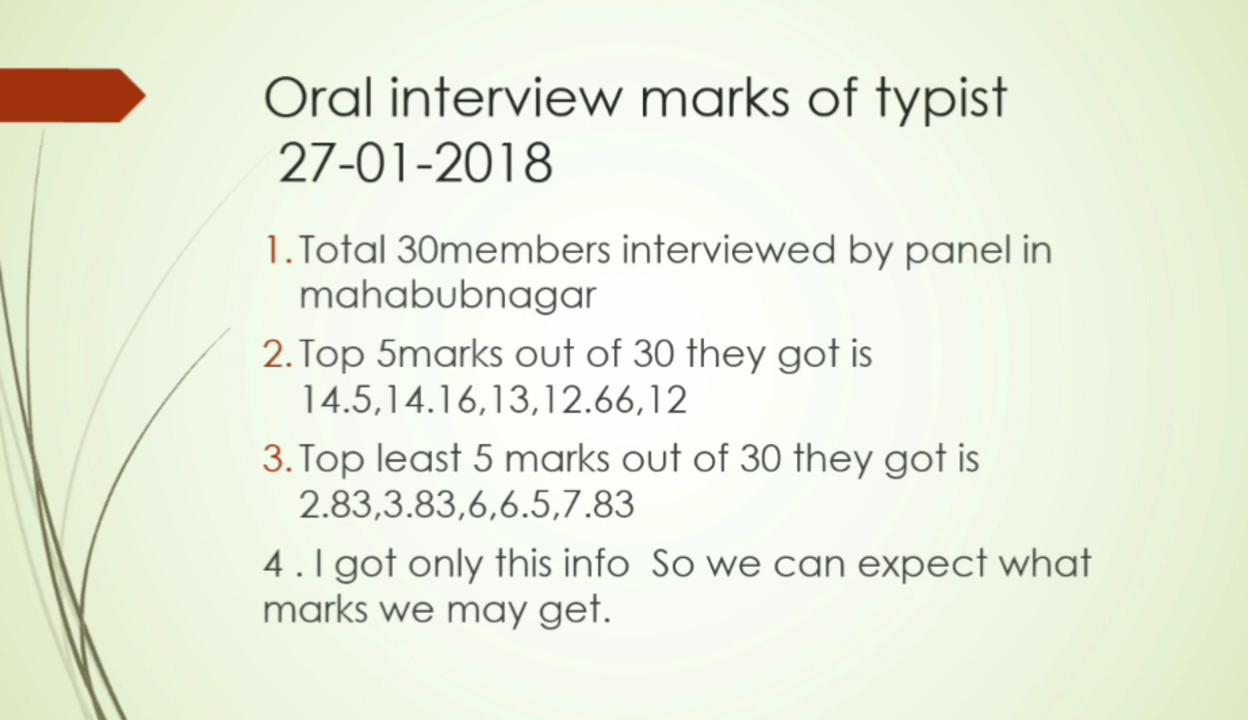 Oral interview marks of typist
27-01-2018
1. Total 30members interviewed by panel in
mahabubnagar
2. Top 5marks out of 30 they got is
14.5,14.16,13,12.66,12
3. Top least 5 marks out of 30 they got is
2.83,3.83,6,6.5,7.83
4 . I got only this info  So we can expect what
marks we may get.